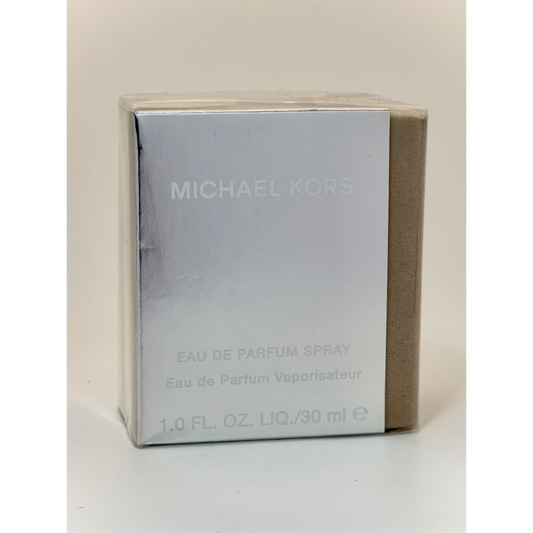 MICHAEL KORS
EAU DE PARFUM SPRAY
Eau de Parfum Vaporisateur
1.0 FL. OZ. LIQ./30 ml ℮